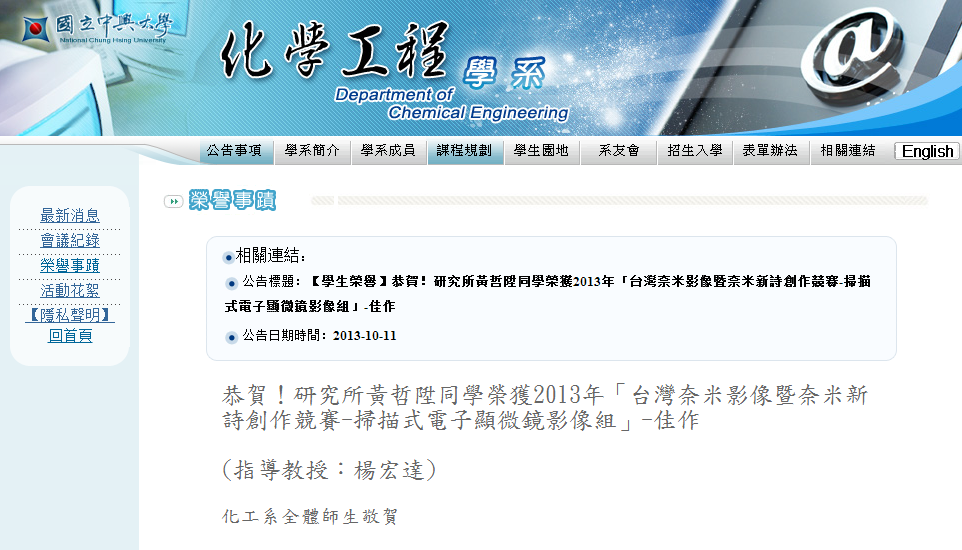 國立中興大學
National Chung Hsing University
化學工程學系
Department of
Chemical Engineering
公告事項 學系簡介 學系成員 課程規劃 學生園地 系友會 招生入學 表單辦法 相關連結 English
最新消息
會議紀錄
榮譽事蹟
活動花絮
【隱私聲明】
回首頁
榮譽事蹟
相關連結：
公告標題：【學生榮譽】恭賀！研究所黃哲陞同學榮獲2013年「台灣奈米影像暨奈米新詩創作競賽-掃描
式電子顯微鏡影像組」-佳作
公告日期時間：2013-10-11
恭賀！研究所黃哲陞同學榮獲2013年「台灣奈米影像暨奈米新
詩創作競賽-掃描式電子顯微鏡影像組」-佳作
(指導教授：楊宏達)
化工系全體師生敬賀